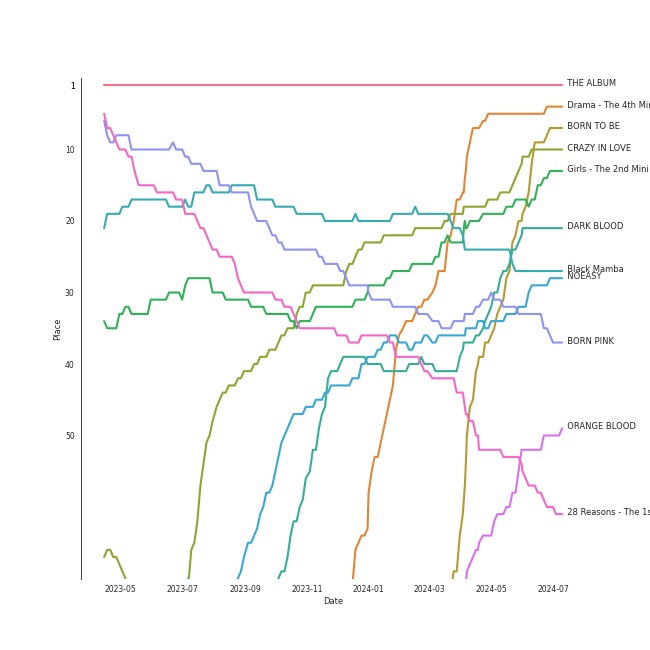 1
10
20
30
40
50
Place
THE ALBUM
Drama - The 4th Mi
BORN TO BE
CRAZY IN LOVE
Girls - The 2nd Mini
DARK BLOOD
Black Mamba
NOEASY
BORN PINK
ORANGE BLOOD
28 Reasons - The 1s
2023-05
2023-07
2023-09
2023-11
2024-01
2024-03
2024-05
2024-07
Date